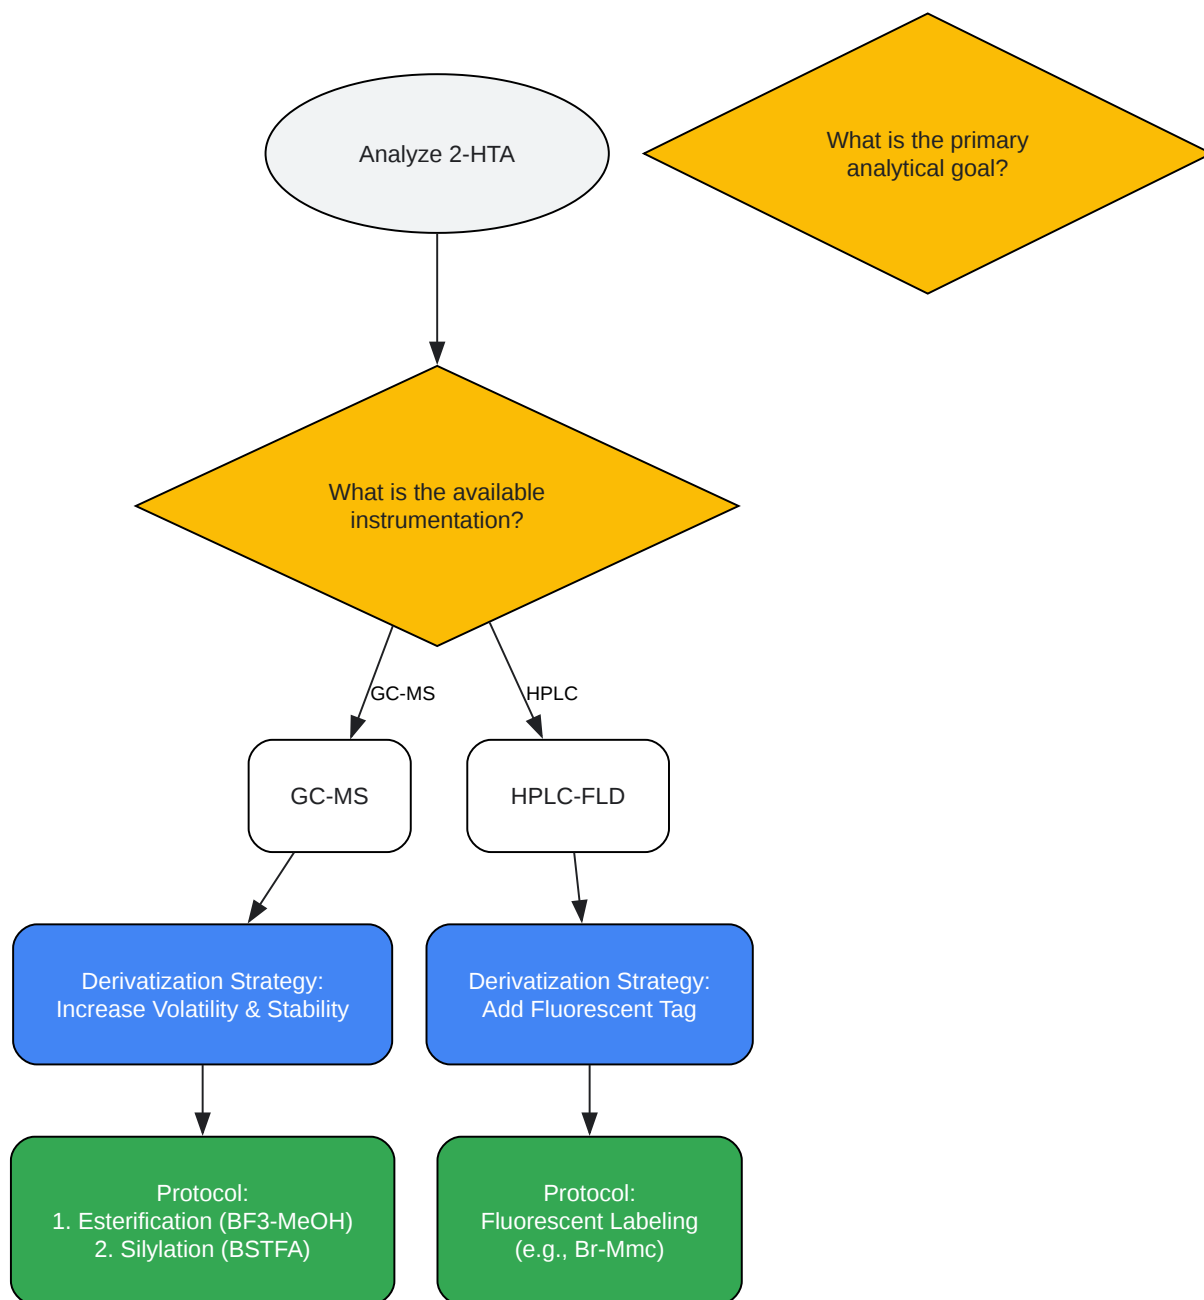 Analyze 2-HTA
What is the primary
analytical goal?
What is the available
instrumentation?
GC-MS
HPLC
GC-MS
HPLC-FLD
Derivatization Strategy:
Increase Volatility & Stability
Derivatization Strategy:
Add Fluorescent Tag
Protocol:
1. Esterification (BF3-MeOH)
2. Silylation (BSTFA)
Protocol:
Fluorescent Labeling
(e.g., Br-Mmc)